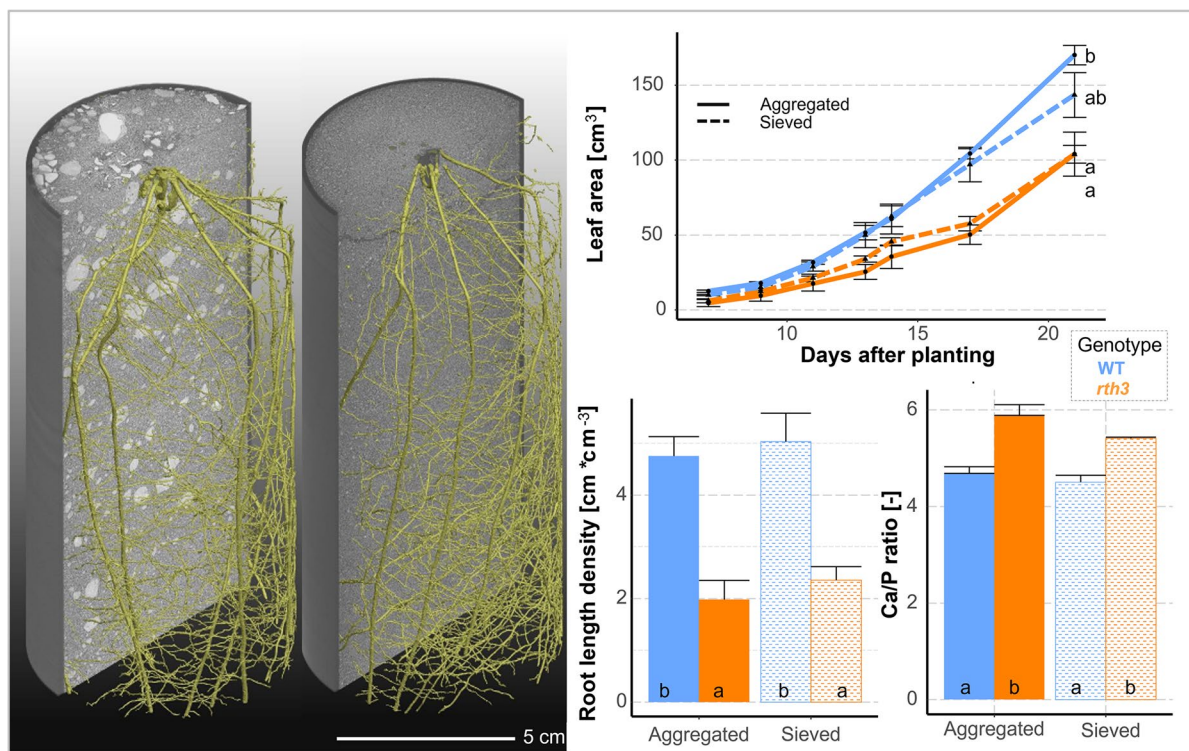 5 cm
Leaf area [cm³]
150
100
50
0
Aggregated
Sieved
b
ab
a
a
10
15
20
Days after planting
Genotype
WT
rth3
Root length density [cm *cm⁻³]
4
2
0
b
a
b
a
Aggregated
Sieved
Ca/P ratio [-]
6
4
2
0
a
b
a
b
Aggregated
Sieved